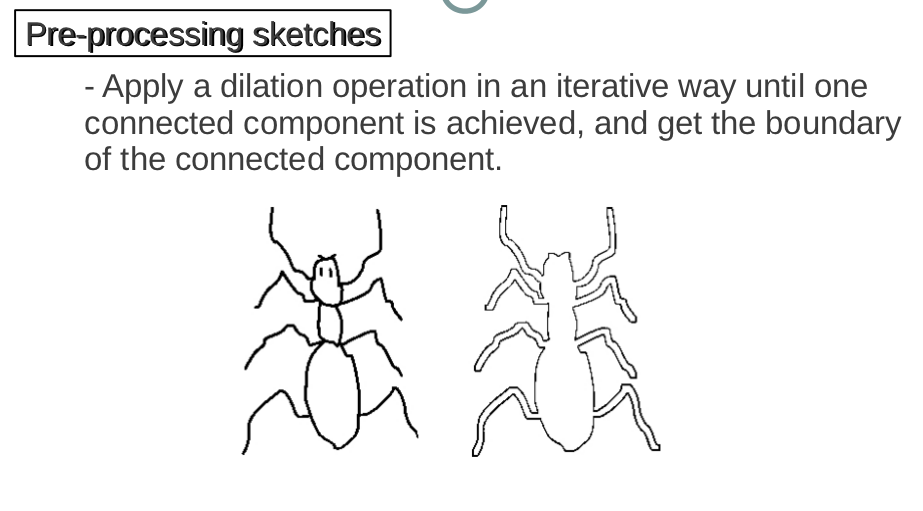 Pre-processing sketches
- Apply a dilation operation in an iterative way until one
connected component is achieved, and get the boundary
of the connected component.